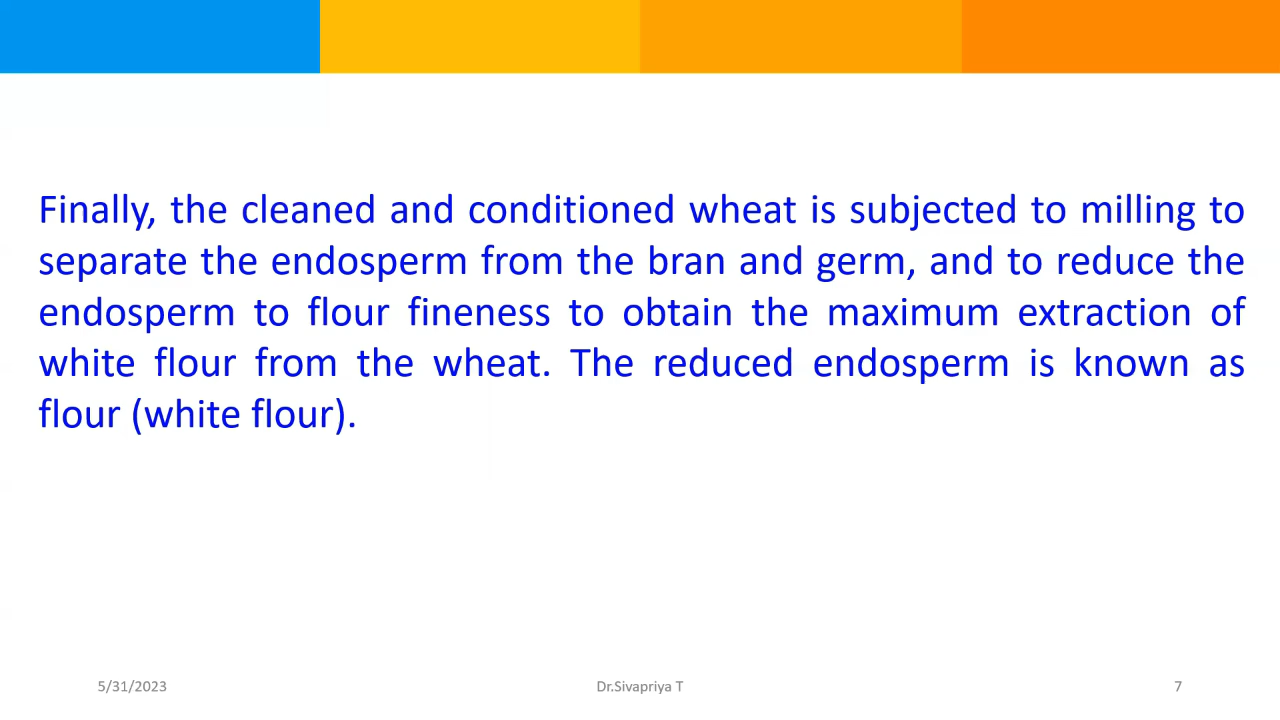 Finally, the cleaned and conditioned wheat is subjected to milling to
separate the endosperm from the bran and germ, and to reduce the
endosperm to flour fineness to obtain the maximum extraction of
white flour from the wheat. The reduced endosperm is known as
flour (white flour).
5/31/2023
Dr.Sivapriya T
7